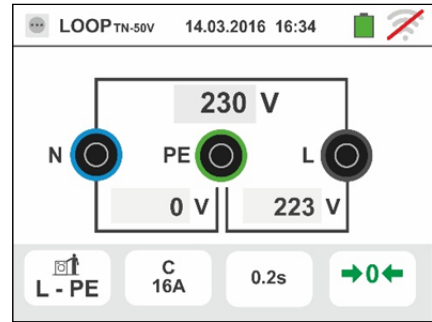 LOOP TN-50V 14.03.2016 16:34
230 V
N PE L
0 V 223 V
L - PE C 16A 0.2s →0←